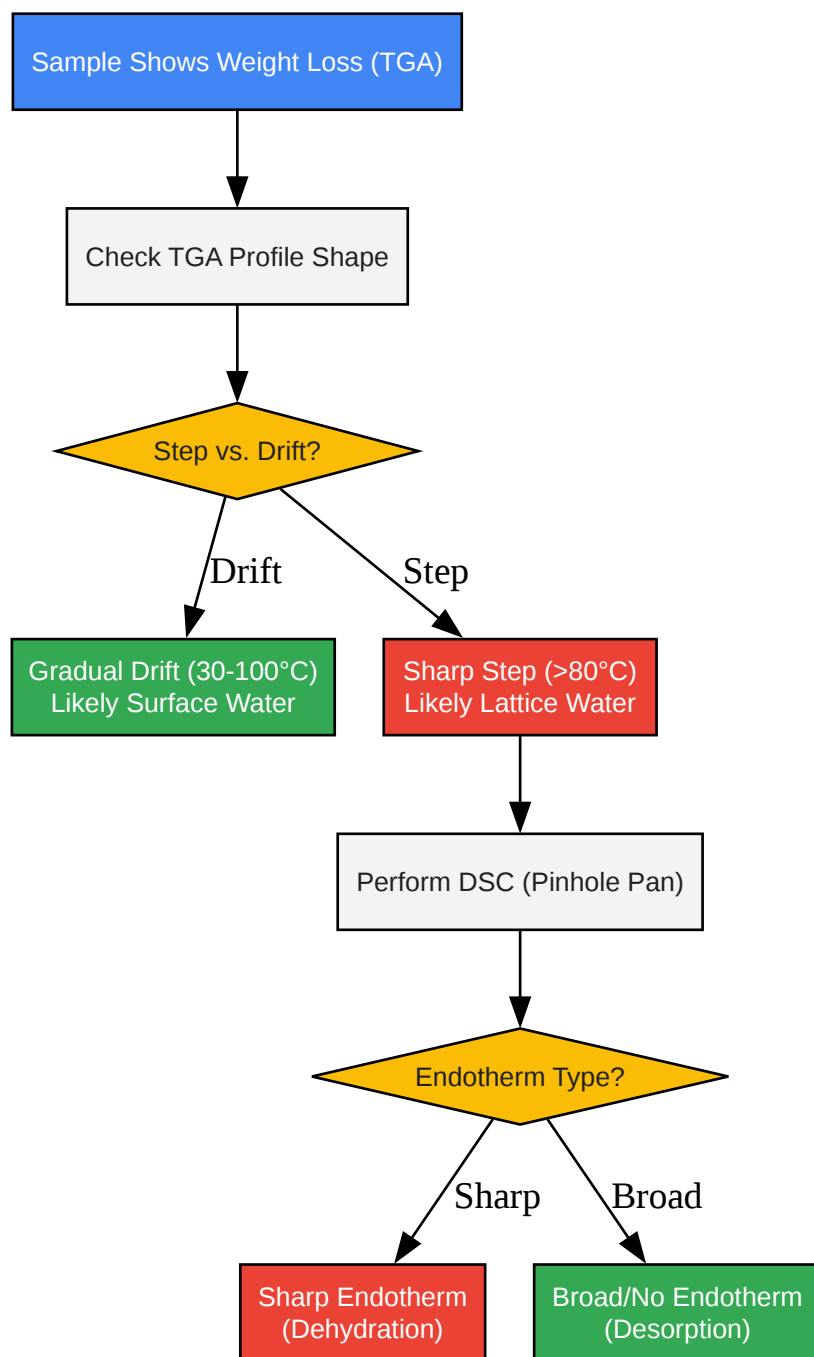 Sample Shows Weight Loss (TGA)
Check TGA Profile Shape
Step vs. Drift?
Drift
Step
Gradual Drift (30-100°C)
Likely Surface Water
Sharp Step (>80°C)
Likely Lattice Water
Perform DSC (Pinhole Pan)
Endotherm Type?
Sharp
Broad
Sharp Endotherm
(Dehydration)
Broad/No Endotherm
(Desorption)